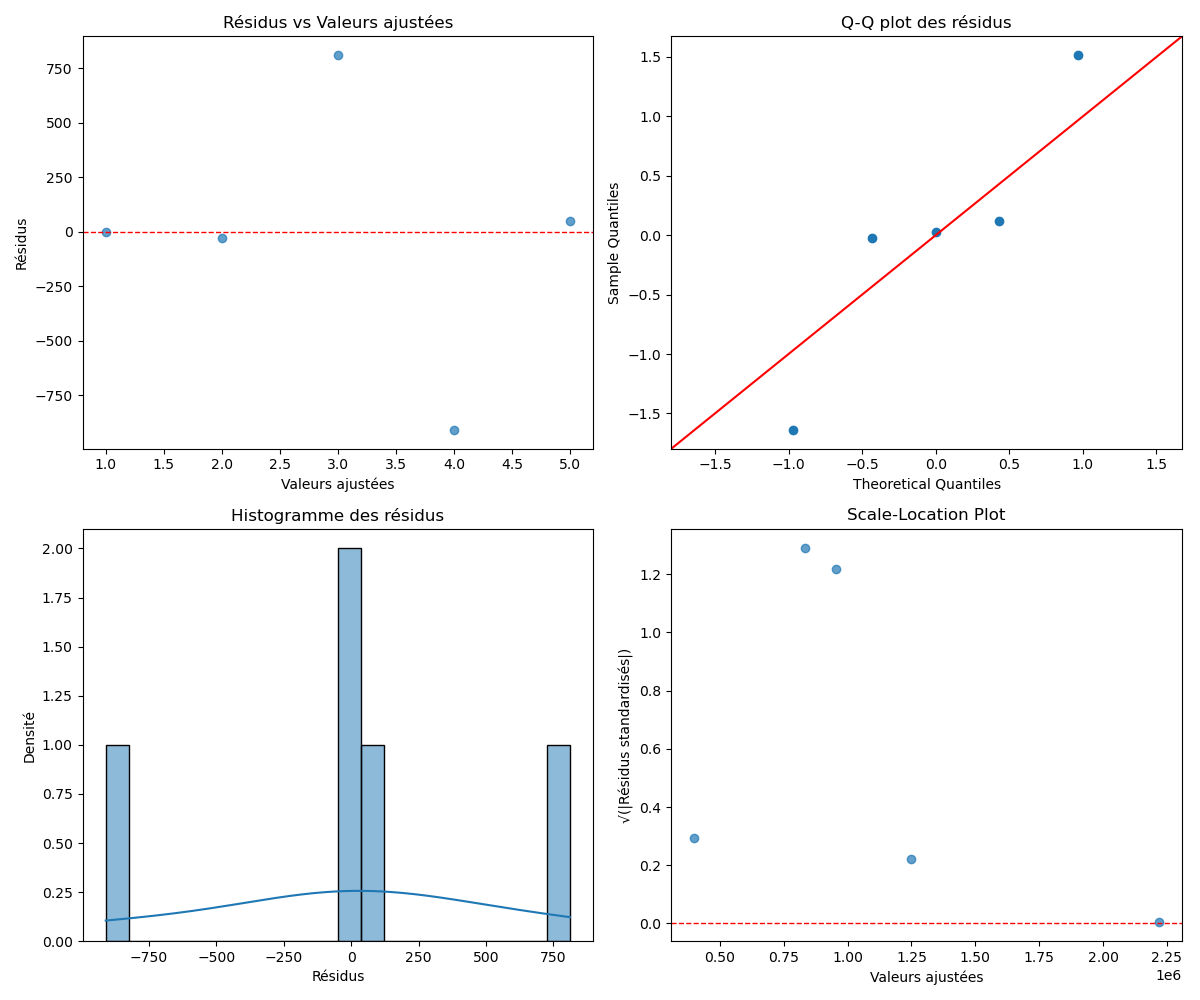 Résidus vs Valeurs ajustées
750
500
250
0
−250
−500
−750
Résidus
1.0 1.5 2.0 2.5 3.0 3.5 4.0 4.5 5.0
Valeurs ajustées
Q-Q plot des résidus
1.5
1.0
0.5
0.0
−0.5
−1.0
−1.5
Sample Quantiles
−1.5 −1.0 −0.5 0.0 0.5 1.0 1.5
Theoretical Quantiles
Histogramme des résidus
2.00
1.75
1.50
1.25
1.00
0.75
0.50
0.25
0.00
Densité
−750 −500 −250 0 250 500 750
Résidus
Scale-Location Plot
1.2
1.0
0.8
0.6
0.4
0.2
0.0
√(|Résidus standardisés|)
0.50 0.75 1.00 1.25 1.50 1.75 2.00 2.25
1e6
Valeurs ajustées